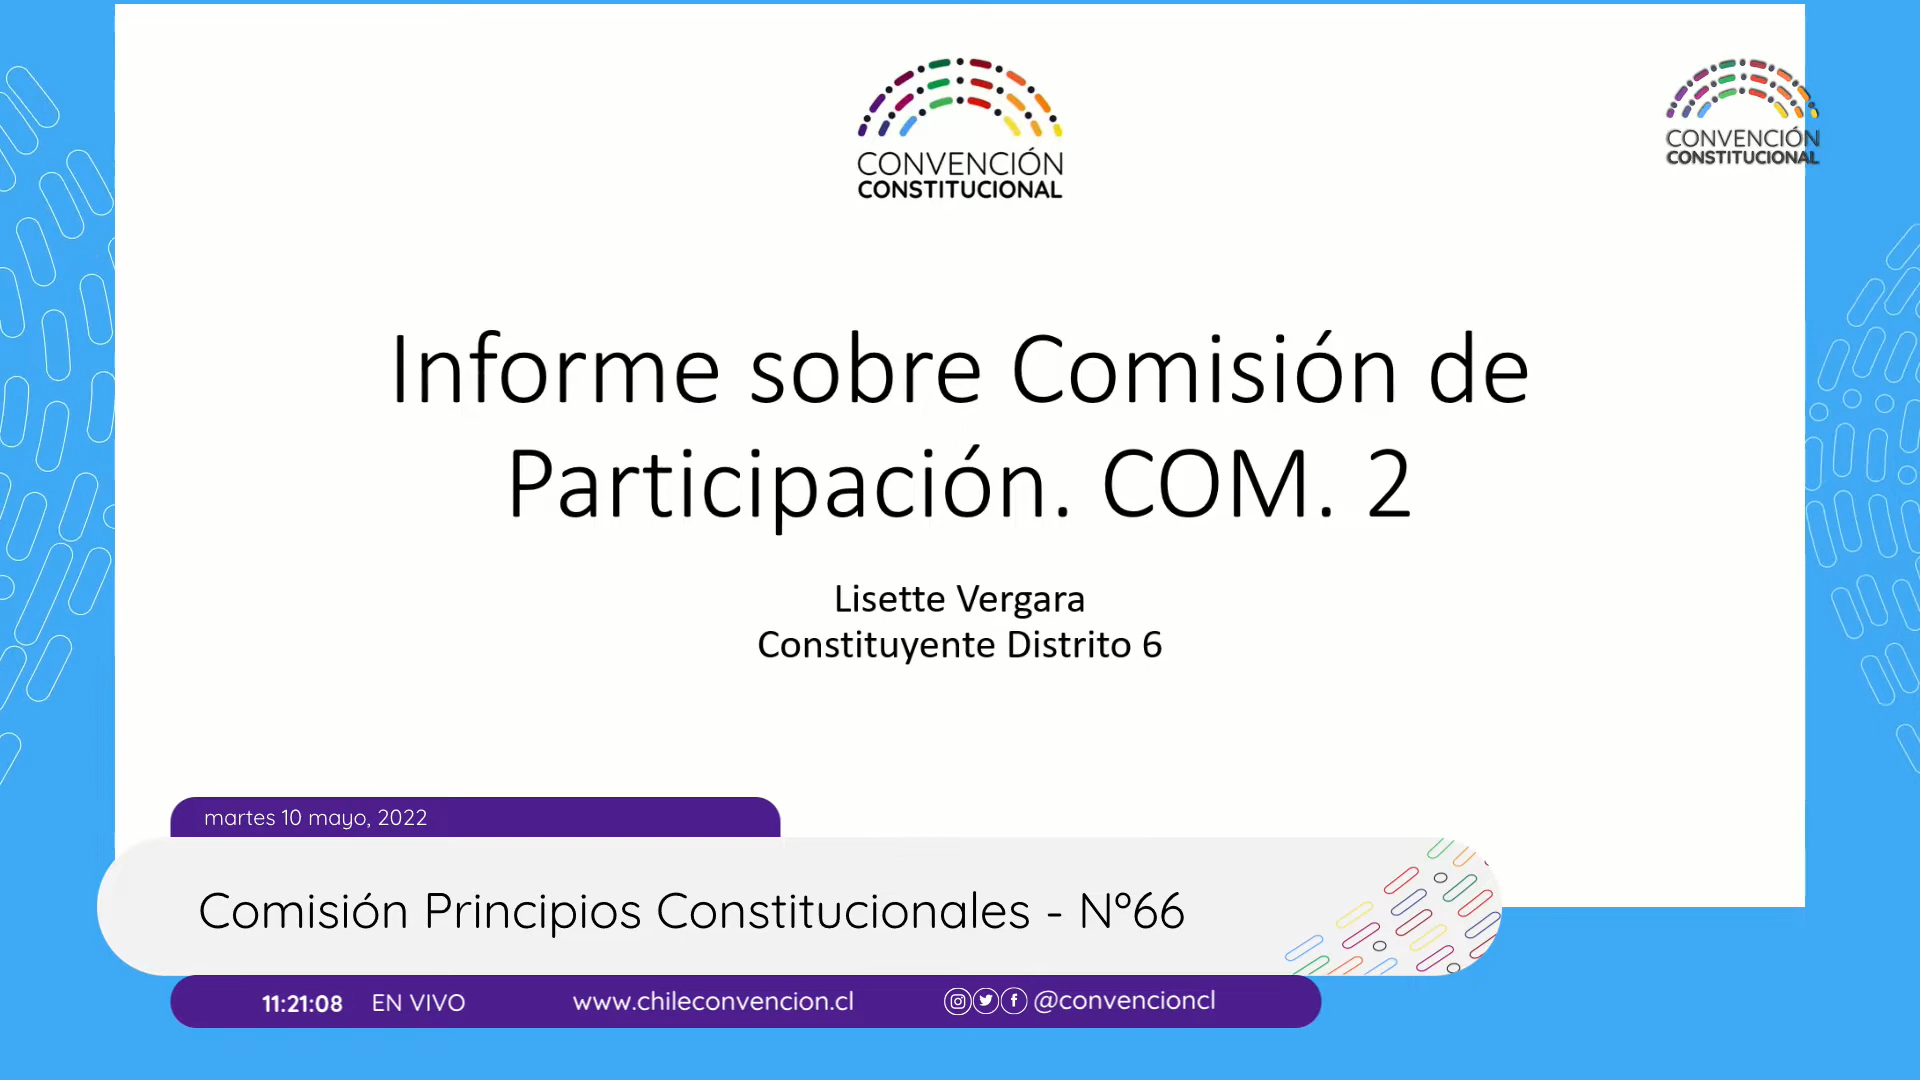 CONVENCIÓN
CONSTITUCIONAL
CONVENCIÓN
CONSTITUCIONAL
Informe sobre Comisión de
Participación. COM. 2
Lisette Vergara
Constituyente Distrito 6
martes 10 mayo, 2022
Comisión Principios Constitucionales - N°66
11:21:08 EN VIVO www.chileconvencion.cl @convencioncl